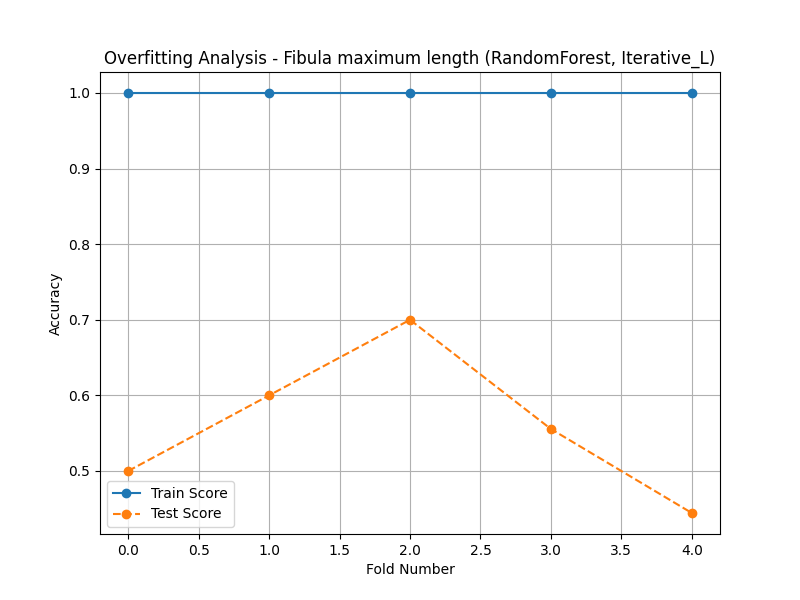 Overfitting Analysis - Fibula maximum length (RandomForest, Iterative_L)
1.0
0.9
0.8
0.7
0.6
0.5
Accuracy
Train Score
Test Score
0.0 0.5 1.0 1.5 2.0 2.5 3.0 3.5 4.0
Fold Number